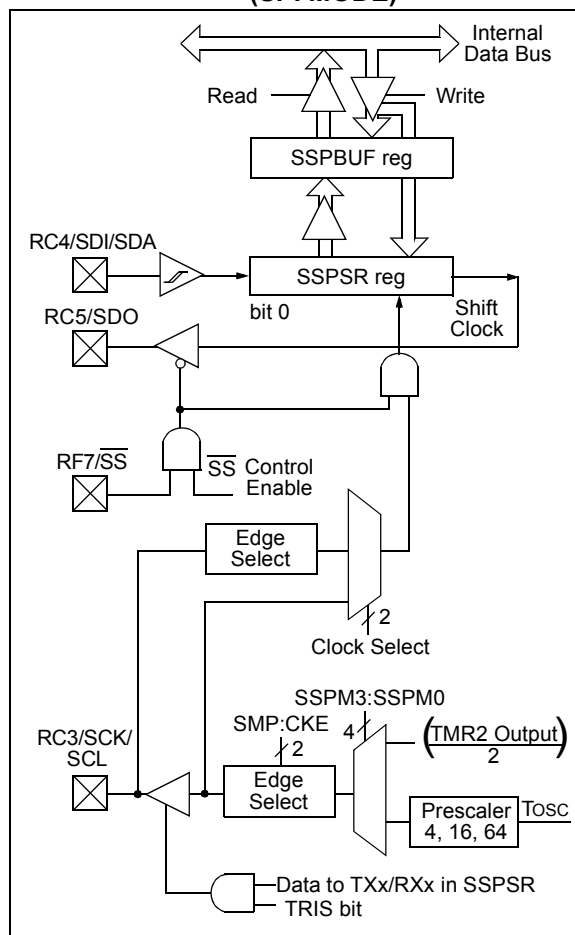 Internal
Data Bus
Read
Write
SSPBUF reg
RC4/SDI/SDA
SSPSR reg
bit 0
Shift
Clock
RC5/SDO
RF7/SS
SS Control
Enable
Edge
Select
2
Clock Select
SSPM3:SSPM0
SMP:CKE
4
TMR2 Output
2
2
RC3/SCK/
SCL
Edge
Select
Prescaler
4, 16, 64
TOSC
Data to TXx/RXx in SSPSR
TRIS bit